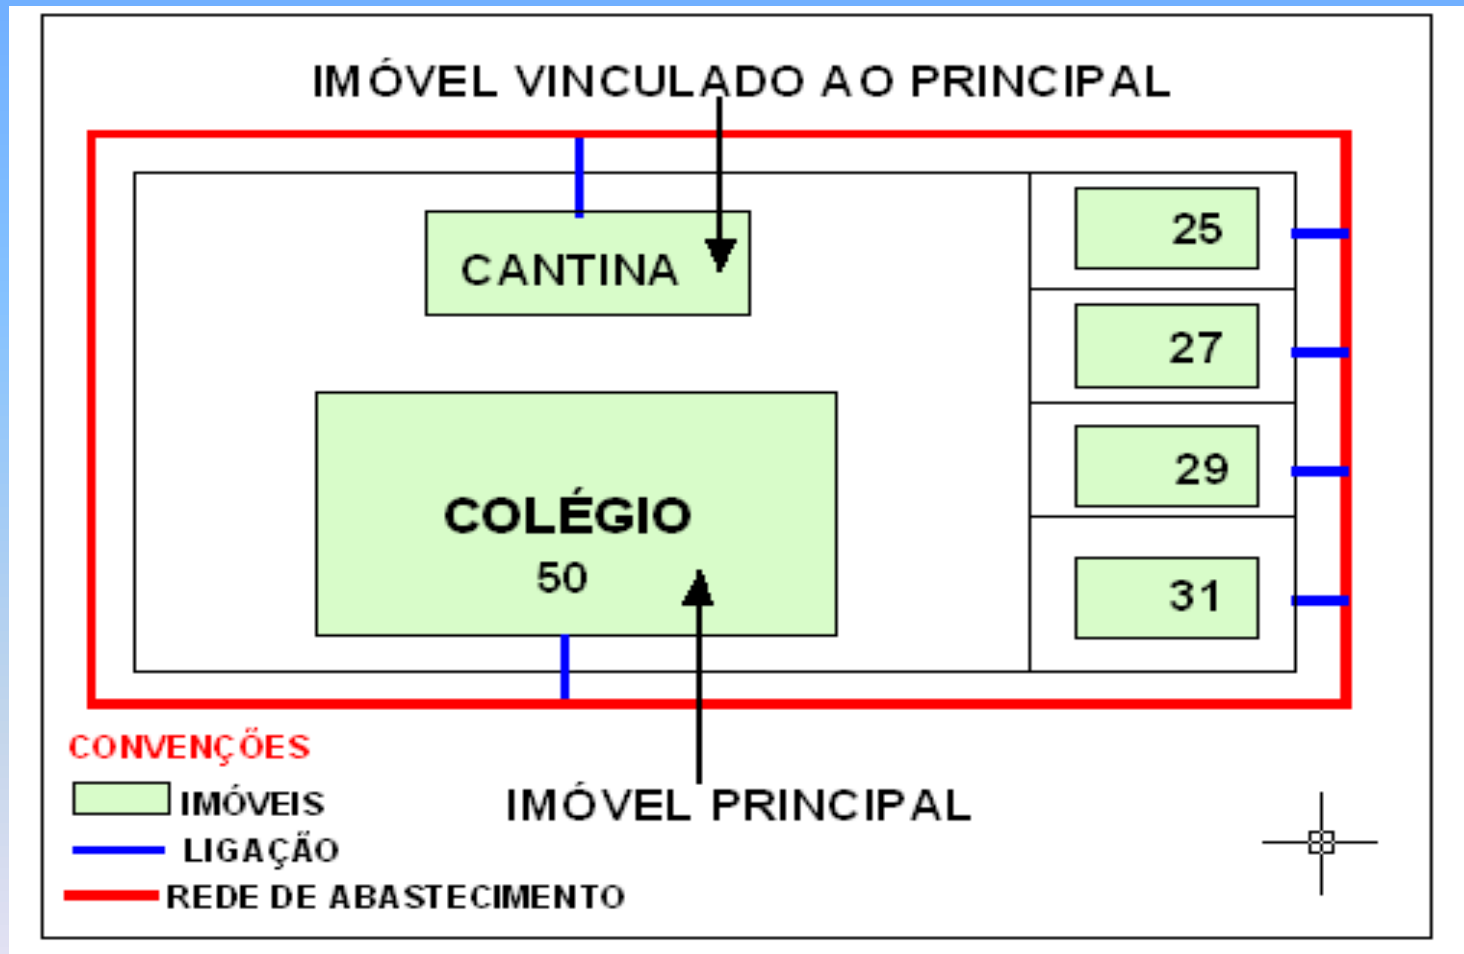 IMÓVEL VINCULADO AO PRINCIPAL
CANTINA
25
27
29
31
COLÉGIO
50
IMÓVEL PRINCIPAL
CONVENÇÕES
IMÓVEIS
LIGAÇÃO
REDE DE ABASTECIMENTO